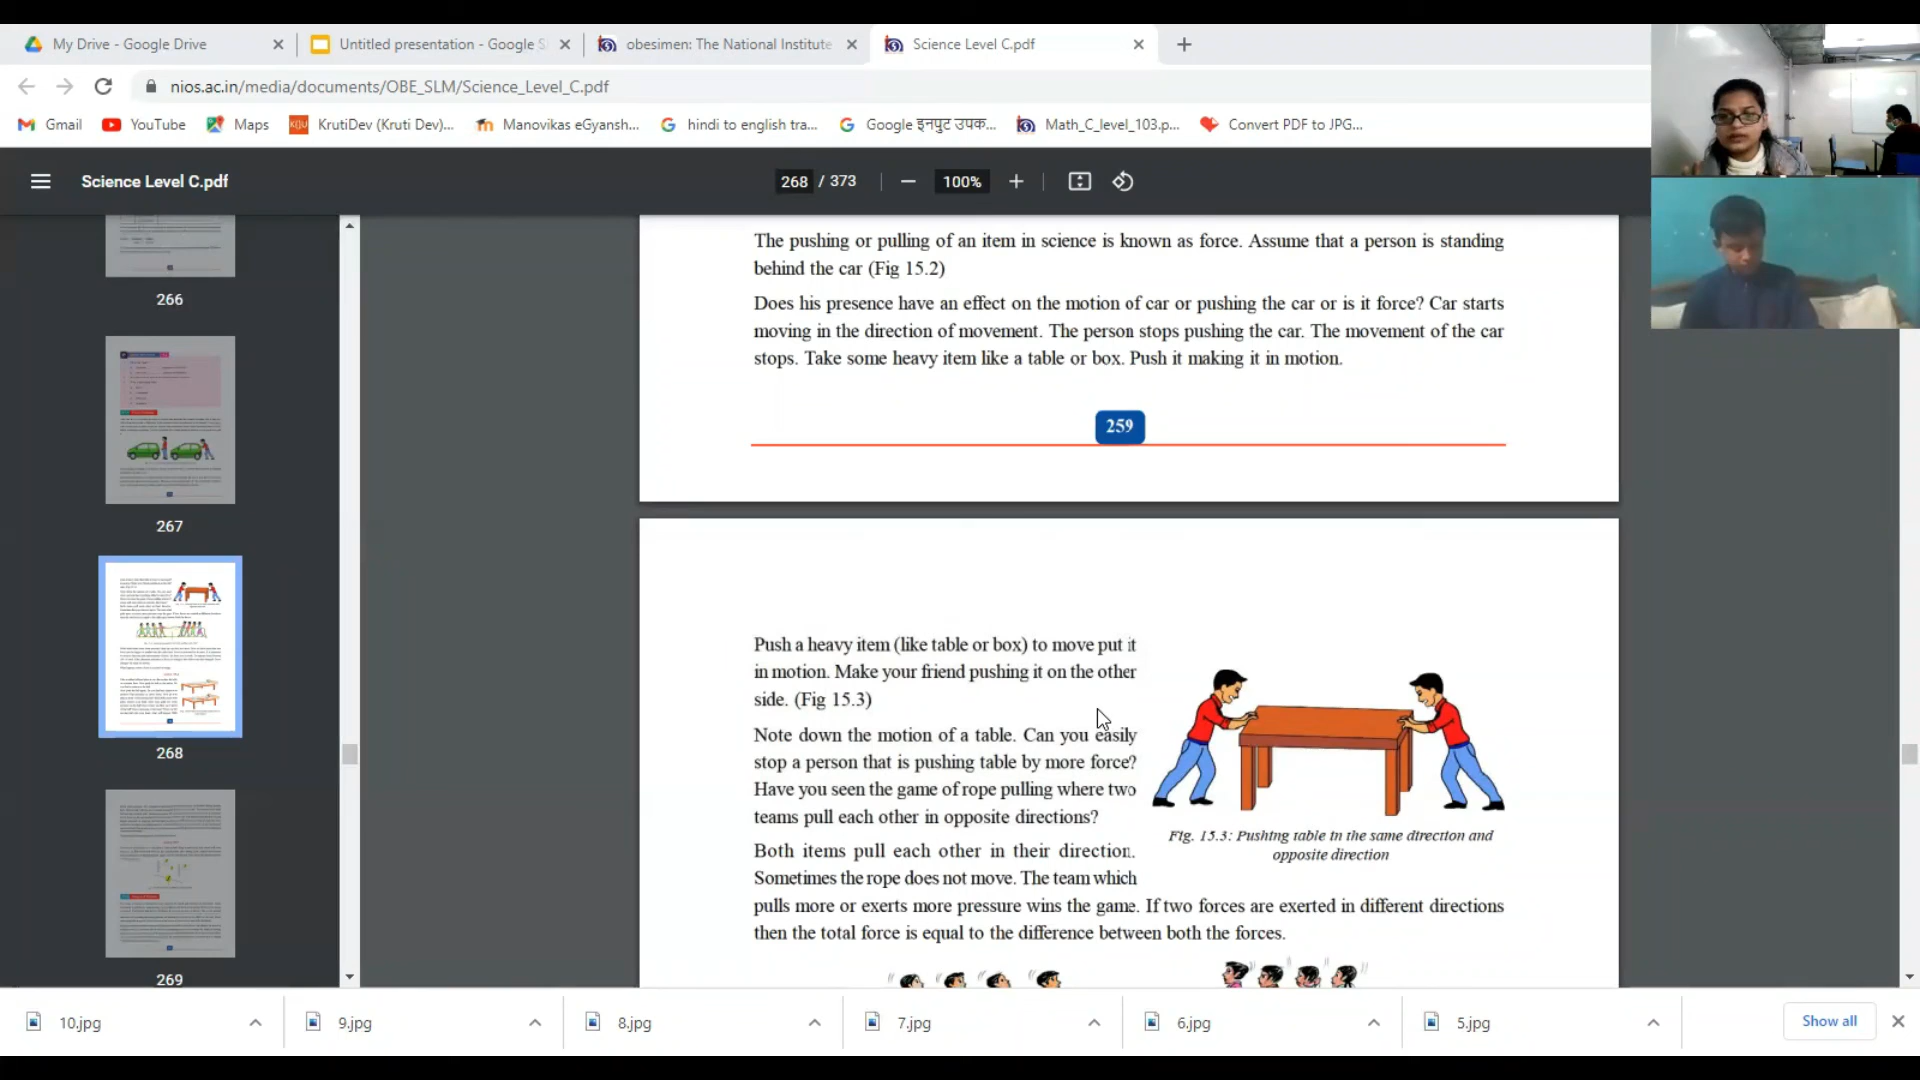 My Drive - Google Drive
Untitled presentation - Google S
obesimen: The National Institute
Science Level C.pdf
nios.ac.in/media/documents/OBE_SLM/Science_Level_C.pdf
Gmail
YouTube
Maps
KrutiDev (Kruti Dev)...
Manovikas eGyansh...
hindi to english tra...
Google इनपुट उपक...
Math_C_level_103.p...
Convert PDF to JPG...
Science Level C.pdf
268 / 373
100%
266
267
268
269
The pushing or pulling of an item in science is known as force. Assume that a person is standing
behind the car (Fig 15.2)
Does his presence have an effect on the motion of car or pushing the car or is it force? Car starts
moving in the direction of movement. The person stops pushing the car. The movement of the car
stops. Take some heavy item like a table or box. Push it making it in motion.
259
Push a heavy item (like table or box) to move put it
in motion. Make your friend pushing it on the other
side. (Fig 15.3)
Note down the motion of a table. Can you easily
stop a person that is pushing table by more force?
Have you seen the game of rope pulling where two
teams pull each other in opposite directions?
Both items pull each other in their direction.
Sometimes the rope does not move. The team which
pulls more or exerts more pressure wins the game. If two forces are exerted in different directions
then the total force is equal to the difference between both the forces.
Fig. 15.3: Pushing table in the same direction and
opposite direction
10.jpg
9.jpg
8.jpg
7.jpg
6.jpg
5.jpg
Show all